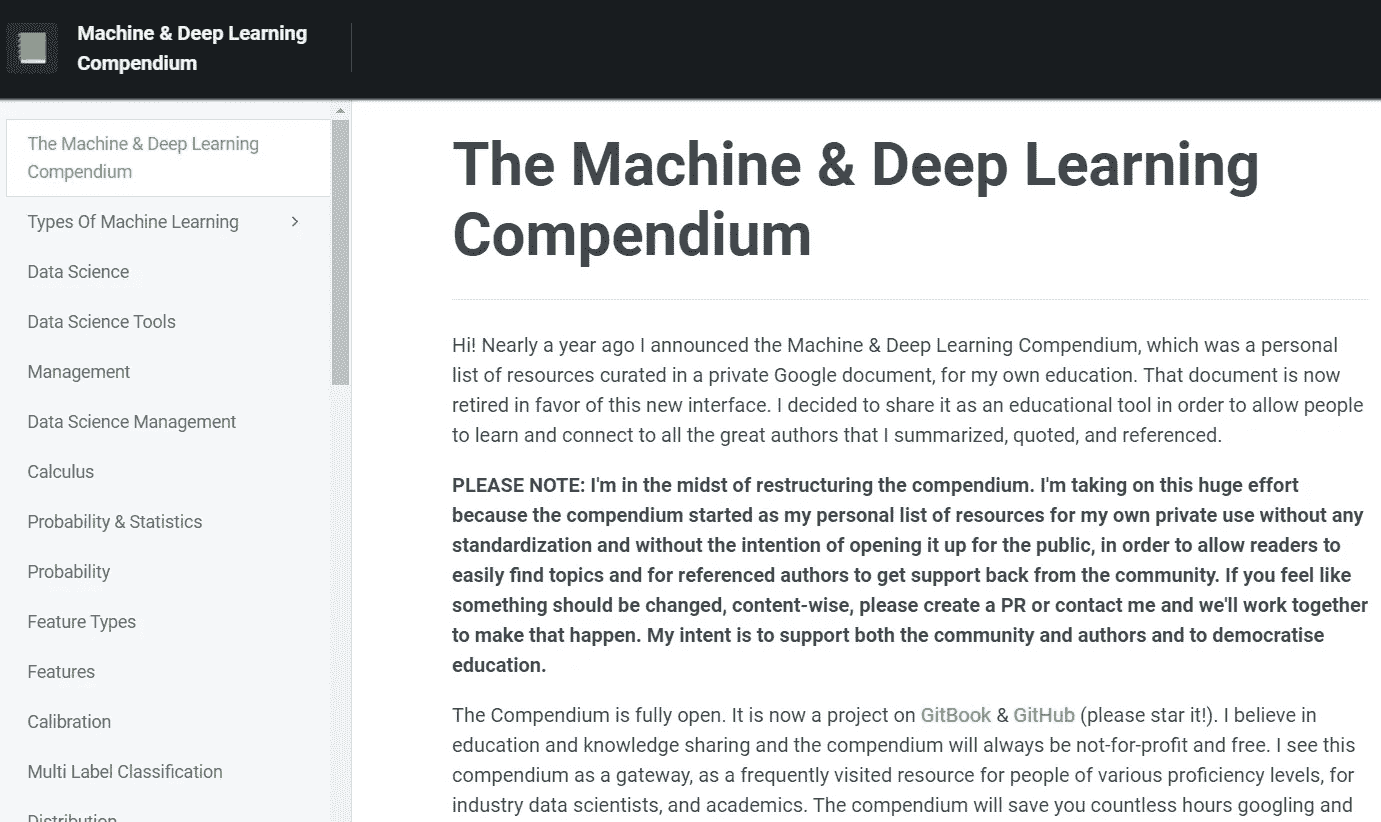 Machine & Deep Learning
Compendium
The Machine & Deep Learning
Compendium
Types Of Machine Learning
Data Science
Data Science Tools
Management
Data Science Management
Calculus
Probability & Statistics
Probability
Feature Types
Features
Calibration
Multi Label Classification
Distribution
The Machine & Deep Learning
Compendium
Hi! Nearly a year ago I announced the Machine & Deep Learning Compendium, which was a personal
list of resources curated in a private Google document, for my own education. That document is now
retired in favor of this new interface. I decided to share it as an educational tool in order to allow people
to learn and connect to all the great authors that I summarized, quoted, and referenced.
PLEASE NOTE: I'm in the midst of restructuring the compendium. I'm taking on this huge effort
because the compendium started as my personal list of resources for my own private use without any
standardization and without the intention of opening it up for the public, in order to allow readers to
easily find topics and for referenced authors to get support back from the community. If you feel like
something should be changed, content-wise, please create a PR or contact me and we'll work together
to make that happen. My intent is to support both the community and authors and to democratise
education.
The Compendium is fully open. It is now a project on GitBook & GitHub (please star it!). I believe in
education and knowledge sharing and the compendium will always be not-for-profit and free. I see this
compendium as a gateway, as a frequently visited resource for people of various proficiency levels, for
industry data scientists, and academics. The compendium will save you countless hours googling and